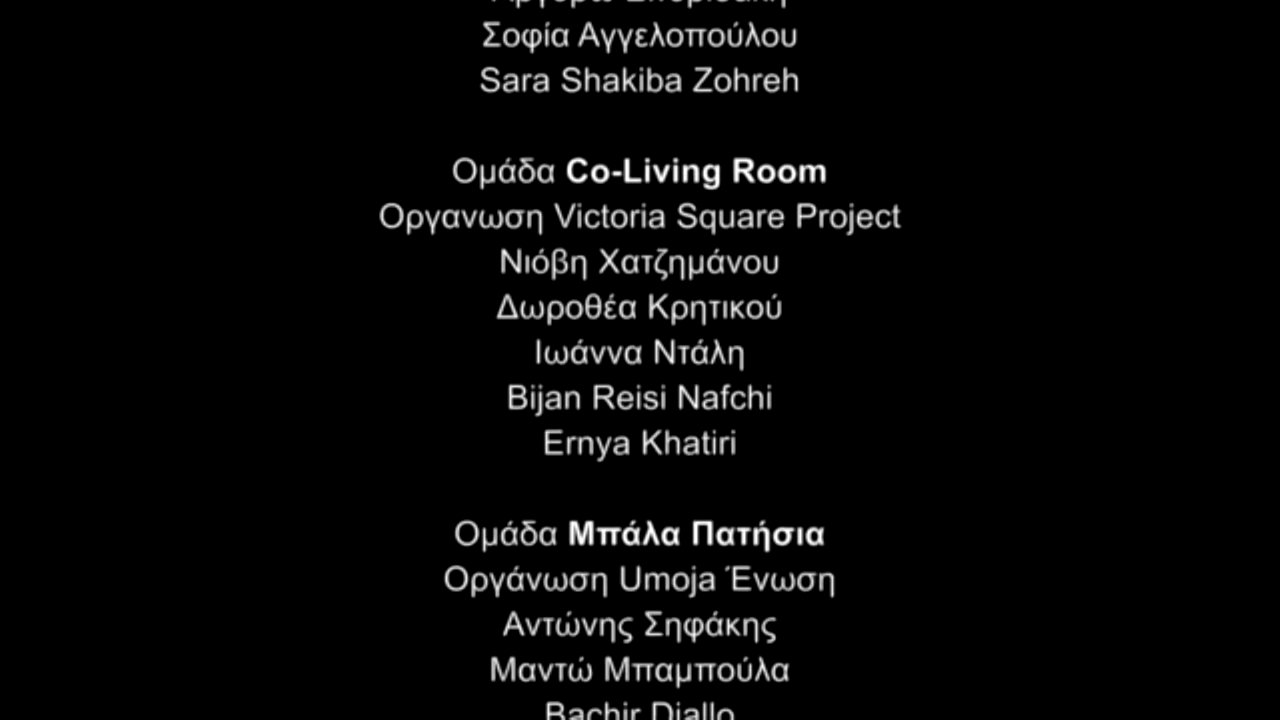 Σοφία Αγγελοπούλου
Sara Shakiba Zohreh
Ομάδα Co-Living Room
Οργανωση Victoria Square Project
Νιόβη Χατζημάνου
Δωροθέα Κρητικού
Ιωάννα Ντάλη
Bijan Reisi Nafchi
Ernya Khatiri
Ομάδα Μπάλα Πατήσια
Οργάνωση Umoja Ένωση
Αντώνης Σηφάκης
Μαντώ Μπαμπούλα
Bachir Diallo